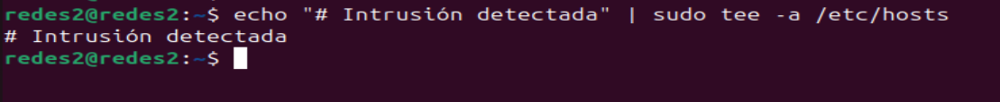 redes2@redes2:~$ echo "# Intrusión detectada" | sudo tee -a /etc/hosts
# Intrusión detectada
redes2@redes2:~$